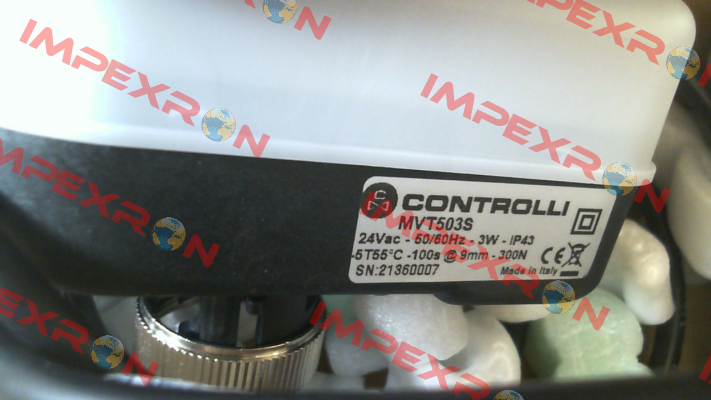 IMPEXRON
IMPEXRON
IMPEXRON
IMPEXRON
IMPEXRON
IMPEXRON
CONTROLLI
MVT503S
24Vac - 50/60Hz - 3W - IP43
-5T55°C -100s @ 9mm - 300N CE
SN:21360007 Made in Italy